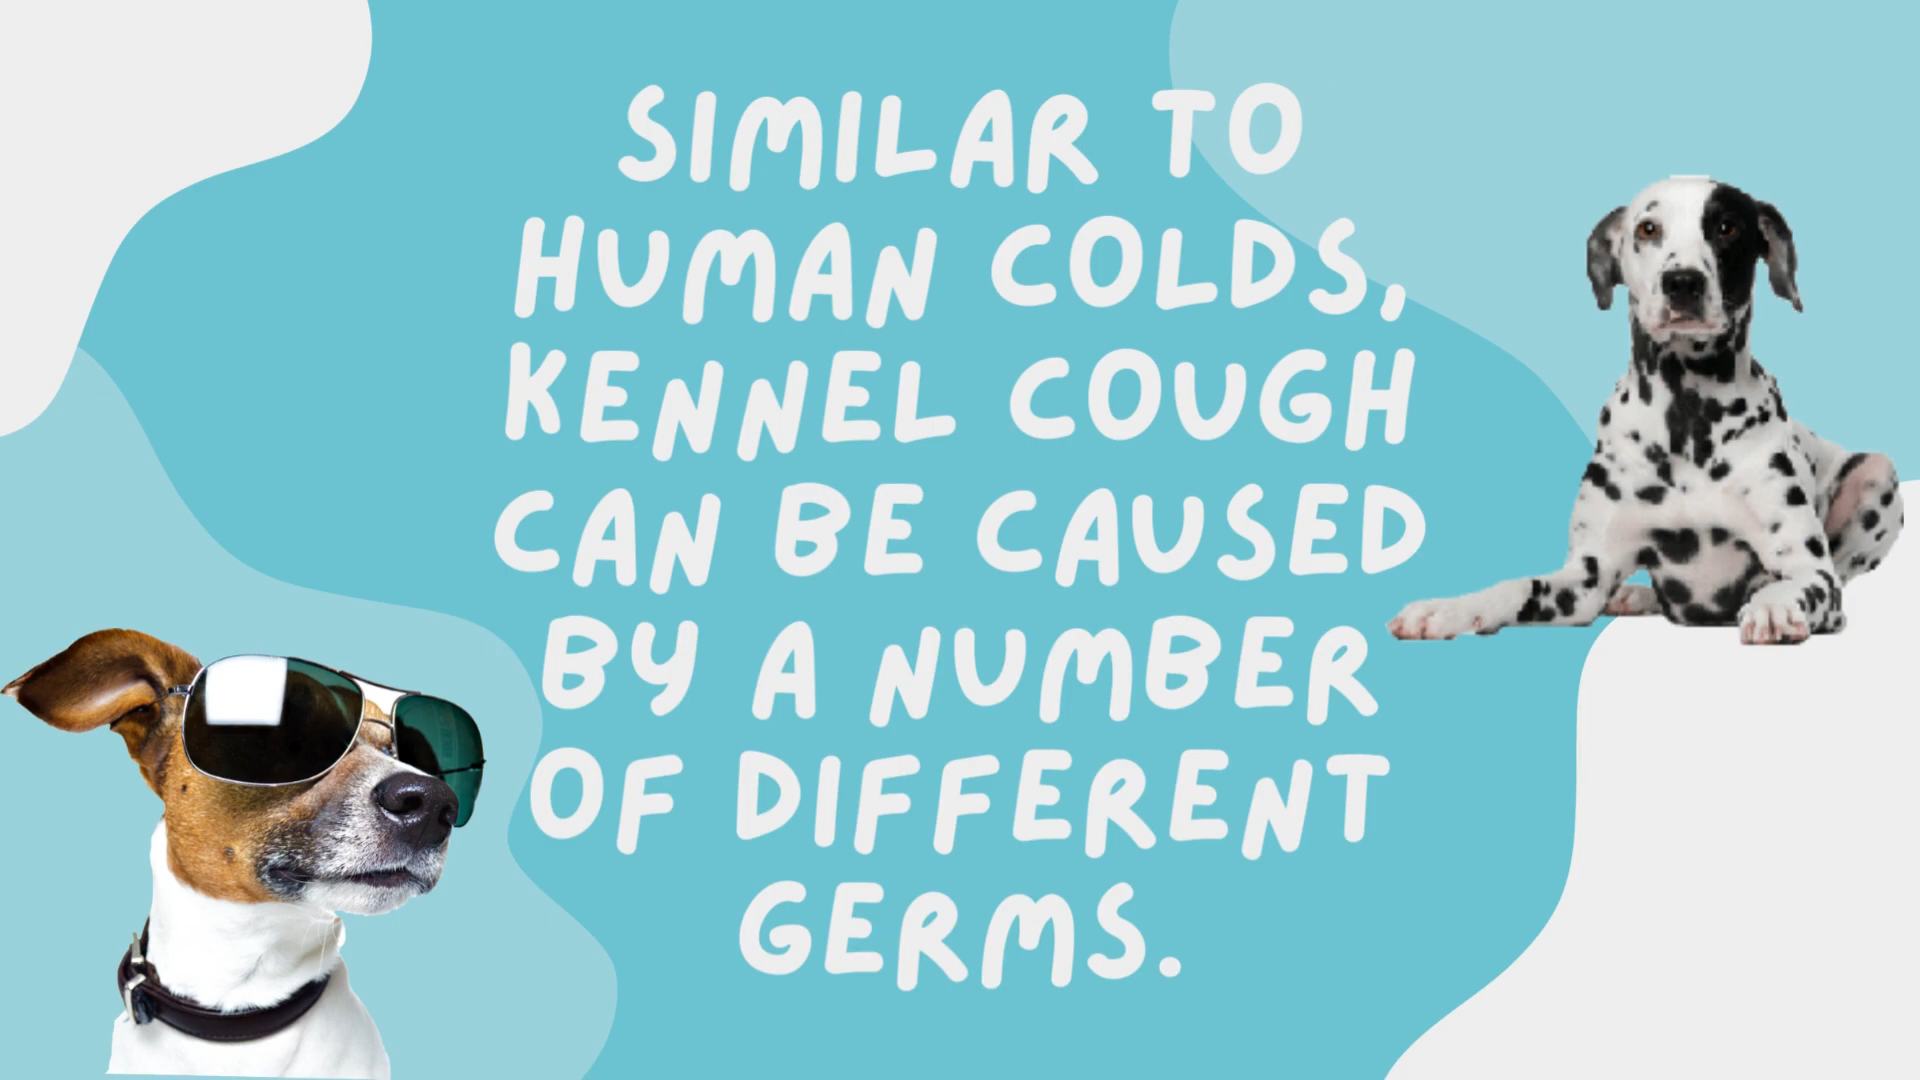 SIMILAR TO
HUMAN COLDS,
KENNEL COUGH
CAN BE CAUSED
BY A NUMBER
OF DIFFERENT
GERMS.